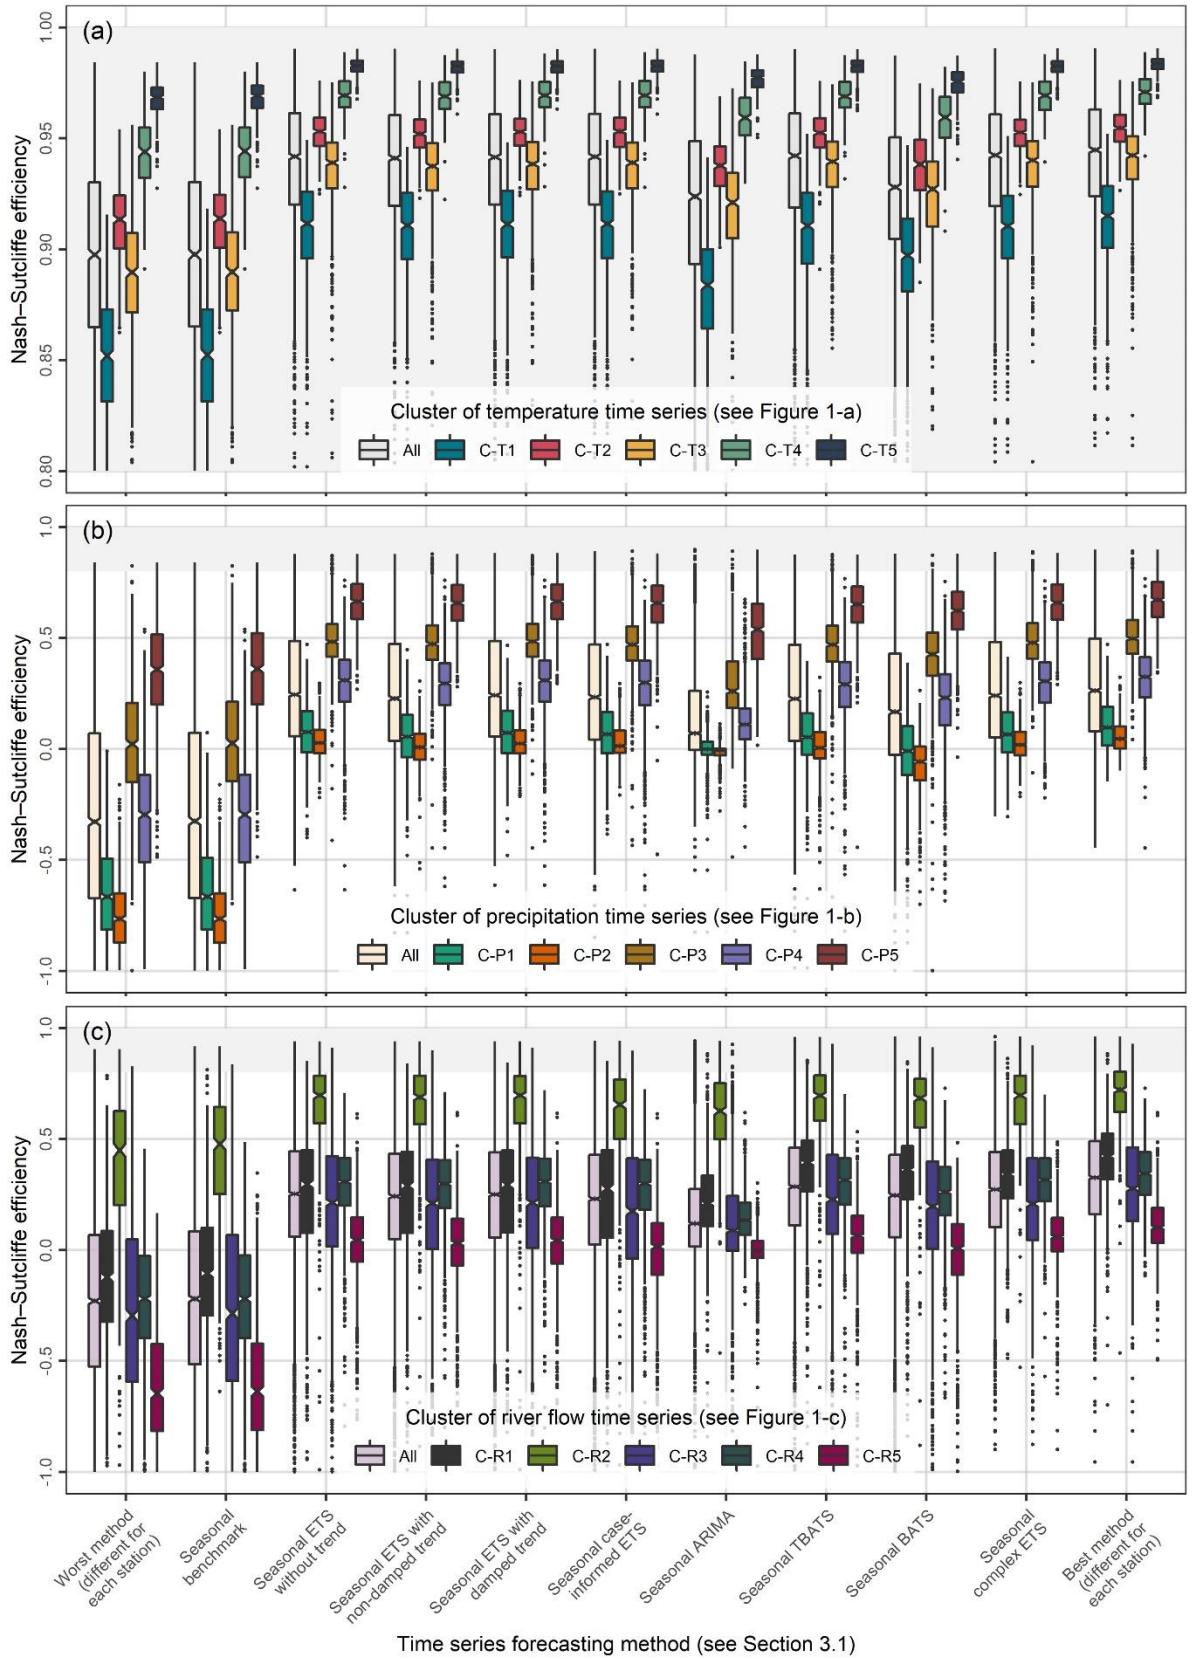 (a)
Nash–Sutcliffe efficiency
1.00
0.95
0.90
0.85
0.80
Cluster of temperature time series (see Figure 1-a)
All C-T1 C-T2 C-T3 C-T4 C-T5
(b)
Nash–Sutcliffe efficiency
1.0
0.5
0.0
-0.5
-1.0
Cluster of precipitation time series (see Figure 1-b)
All C-P1 C-P2 C-P3 C-P4 C-P5
(c)
Nash–Sutcliffe efficiency
1.0
0.5
0.0
-0.5
-1.0
Cluster of river flow time series (see Figure 1-c)
All C-R1 C-R2 C-R3 C-R4 C-R5
Worst method
(different for
each station)
Seasonal
benchmark
Seasonal ETS
without trend
Seasonal ETS with
non-damped trend
Seasonal ETS with
damped trend
Seasonal case-
informed ETS
Seasonal ARIMA
Seasonal TBATS
Seasonal BATS
Seasonal
complex ETS
Best method
(different for
each station)
Time series forecasting method (see Section 3.1)